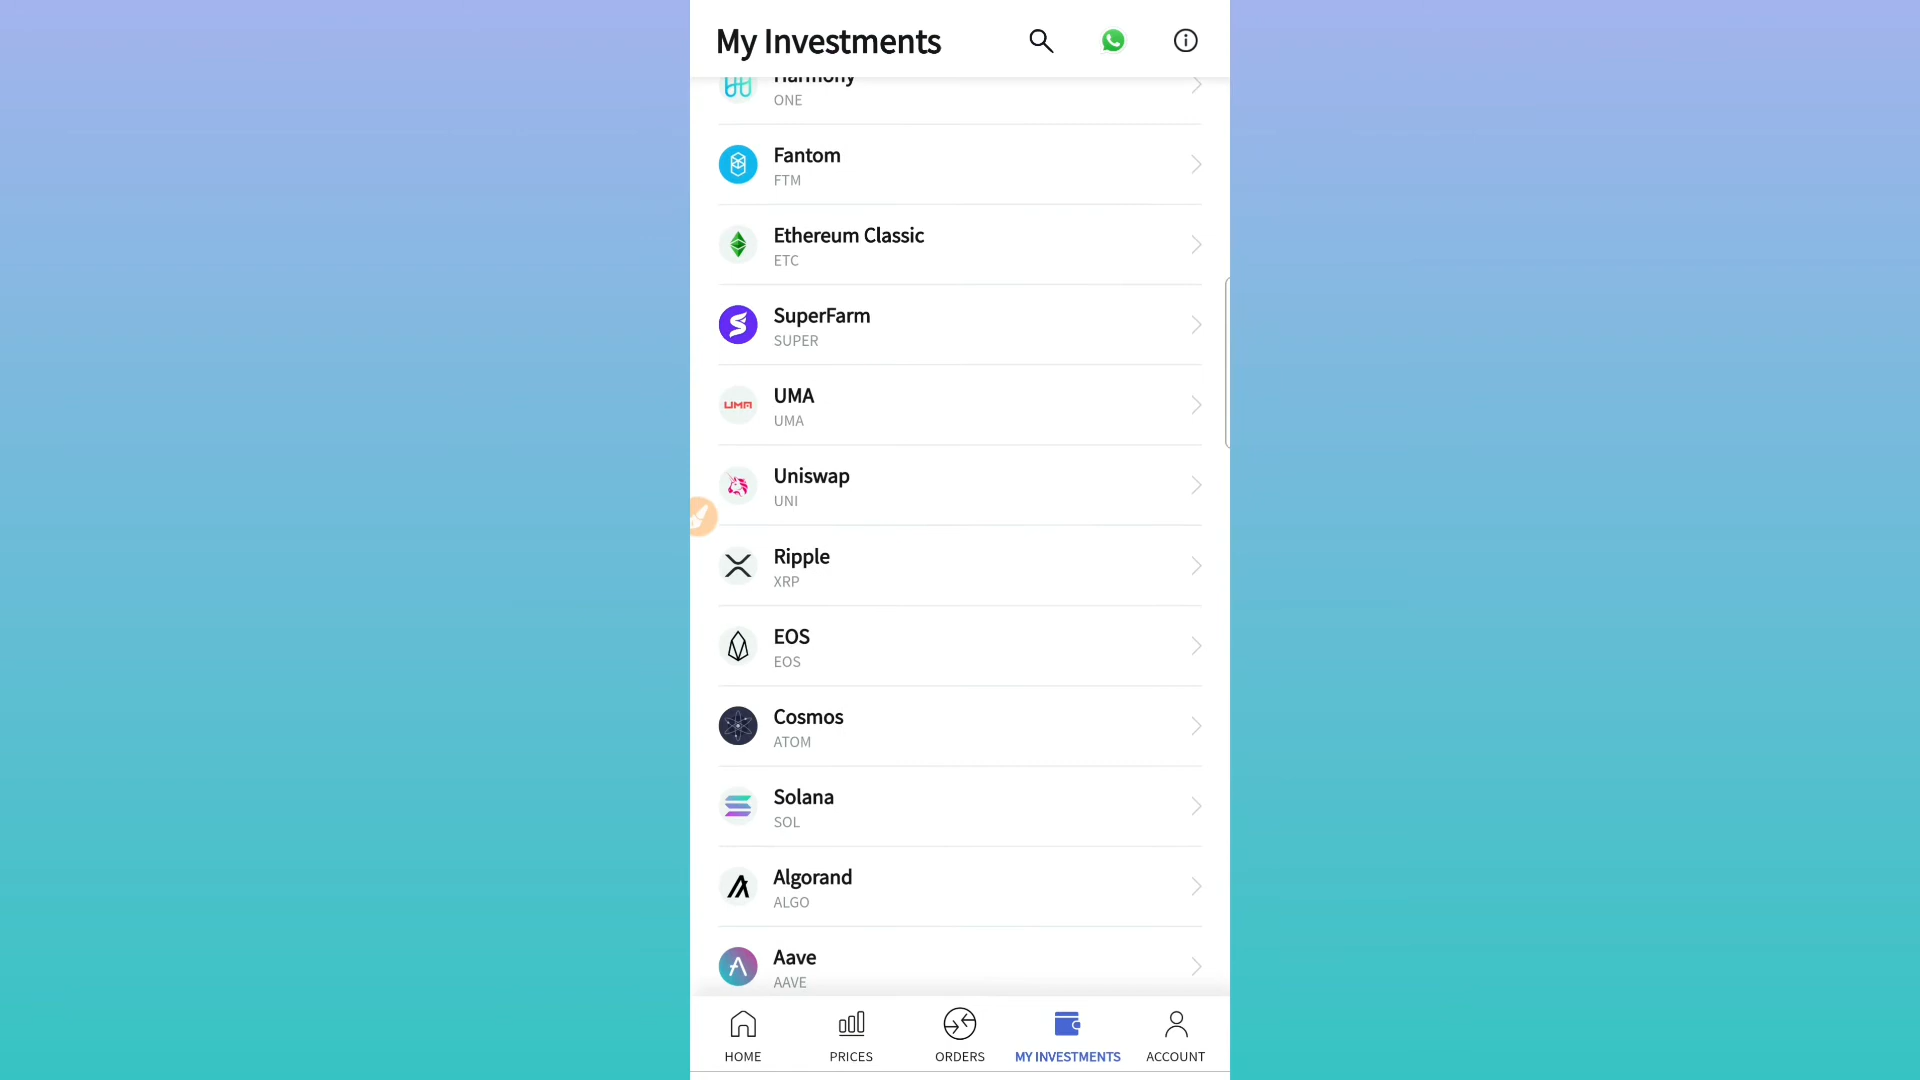 My Investments
Harmony
ONE
Fantom
FTM
Ethereum Classic
ETC
SuperFarm
SUPER
UMA
UMA
UMA
Uniswap
UNI
Ripple
XRP
EOS
EOS
Cosmos
ATOM
Solana
SOL
Algorand
ALGO
Aave
AAVE
HOME PRICES ORDERS MY INVESTMENTS ACCOUNT